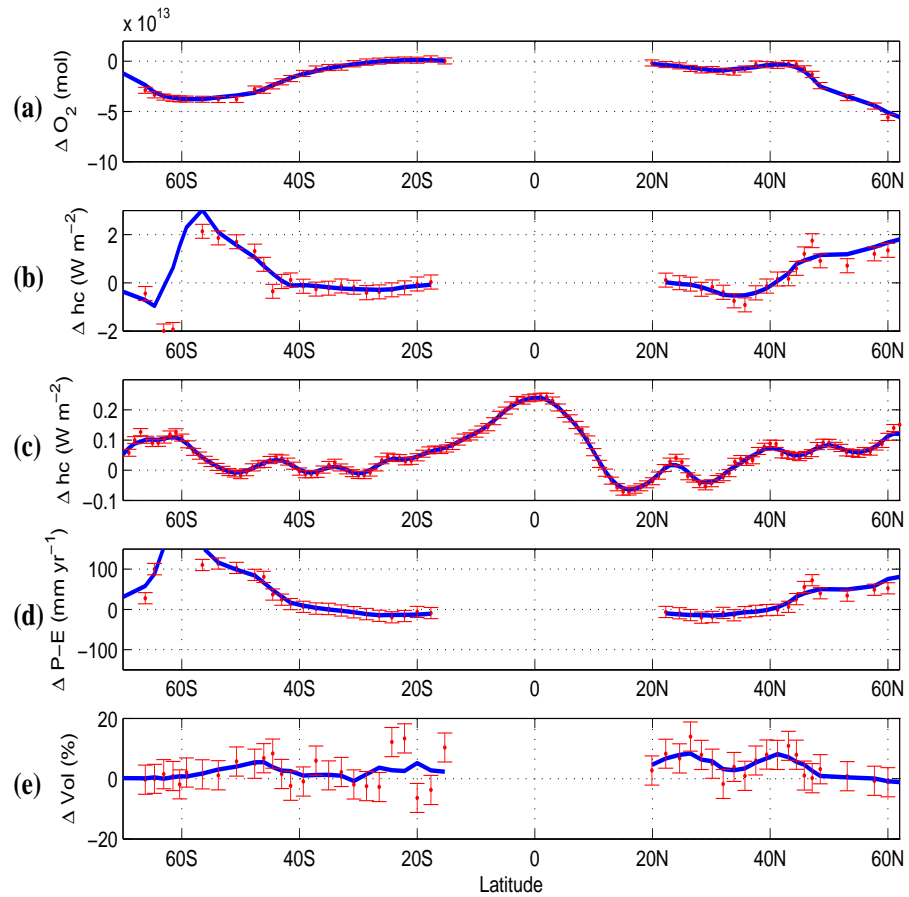 x 10^13
0
−5
−10
(a)
Δ O_2 (mol)
60S 40S 20S 0 20N 40N 60N
2
0
−2
(b)
Δ hc (W m^−2)
60S 40S 20S 0 20N 40N 60N
0.2
0.1
0
−0.1
(c)
Δ hc (W m^−2)
60S 40S 20S 0 20N 40N 60N
100
0
−100
(d)
Δ P−E (mm yr^−1)
60S 40S 20S 0 20N 40N 60N
20
0
−20
(e)
Δ Vol (%)
60S 40S 20S 0 20N 40N 60N
Latitude